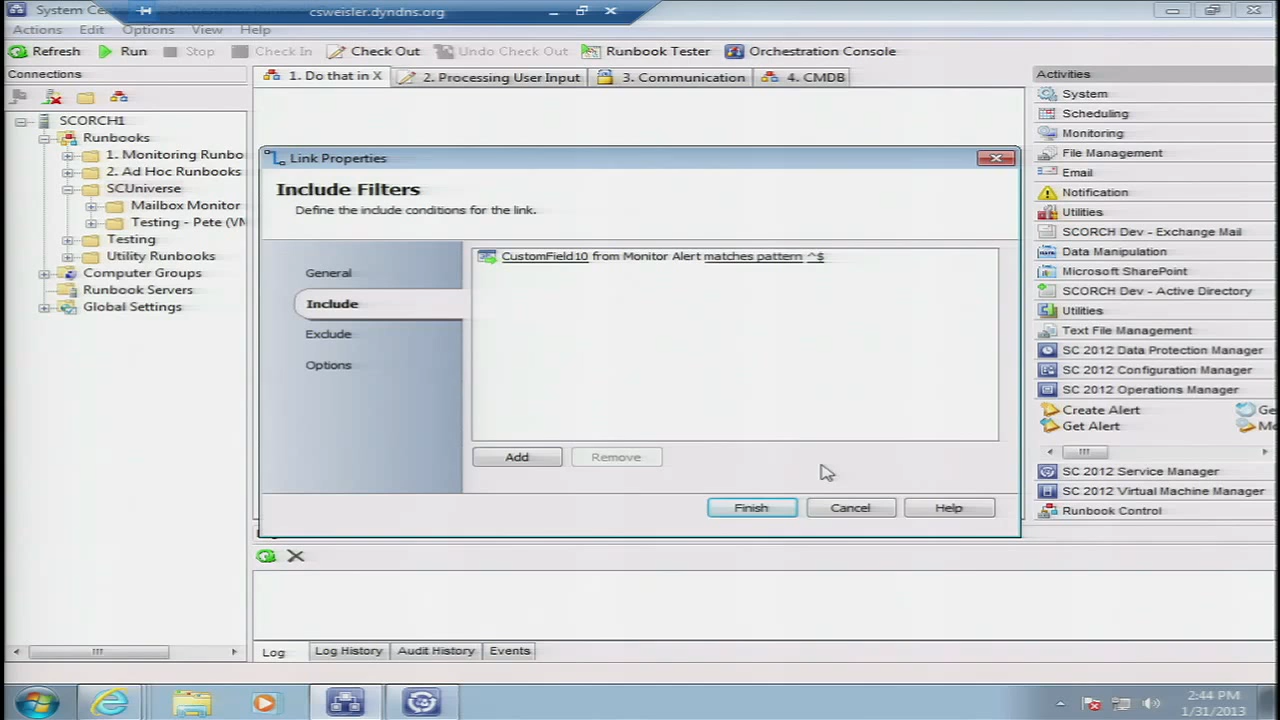 System Cent
csweisler.dyndns.org
Actions Edit Options View Help
Refresh Run Stop Check In Check Out Undo Check Out Runbook Tester Orchestration Console
Connections
1. Do that in X 2. Processing User Input 3. Communication 4. CMDB
Activities
SCORCH1
Runbooks
1. Monitoring Runbo
2. Ad Hoc Runbooks
SCUniverse
Mailbox Monitor
Testing - Pete (VM
Testing
Utility Runbooks
Computer Groups
Runbook Servers
Global Settings
Link Properties
Include Filters
Define the include conditions for the link.
General
Include
Exclude
Options
CustomField10 from Monitor Alert matches pattern ^$
Add Remove
Finish Cancel Help
System
Scheduling
Monitoring
File Management
Email
Notification
Utilities
SCORCH Dev - Exchange Mail
Data Manipulation
Microsoft SharePoint
SCORCH Dev - Active Directory
Utilities
Text File Management
SC 2012 Data Protection Manager
SC 2012 Configuration Manager
SC 2012 Operations Manager
Create Alert Ge
Get Alert Mo
SC 2012 Service Manager
SC 2012 Virtual Machine Manager
Runbook Control
Log Log History Audit History Events
2:44 PM
1/31/2013